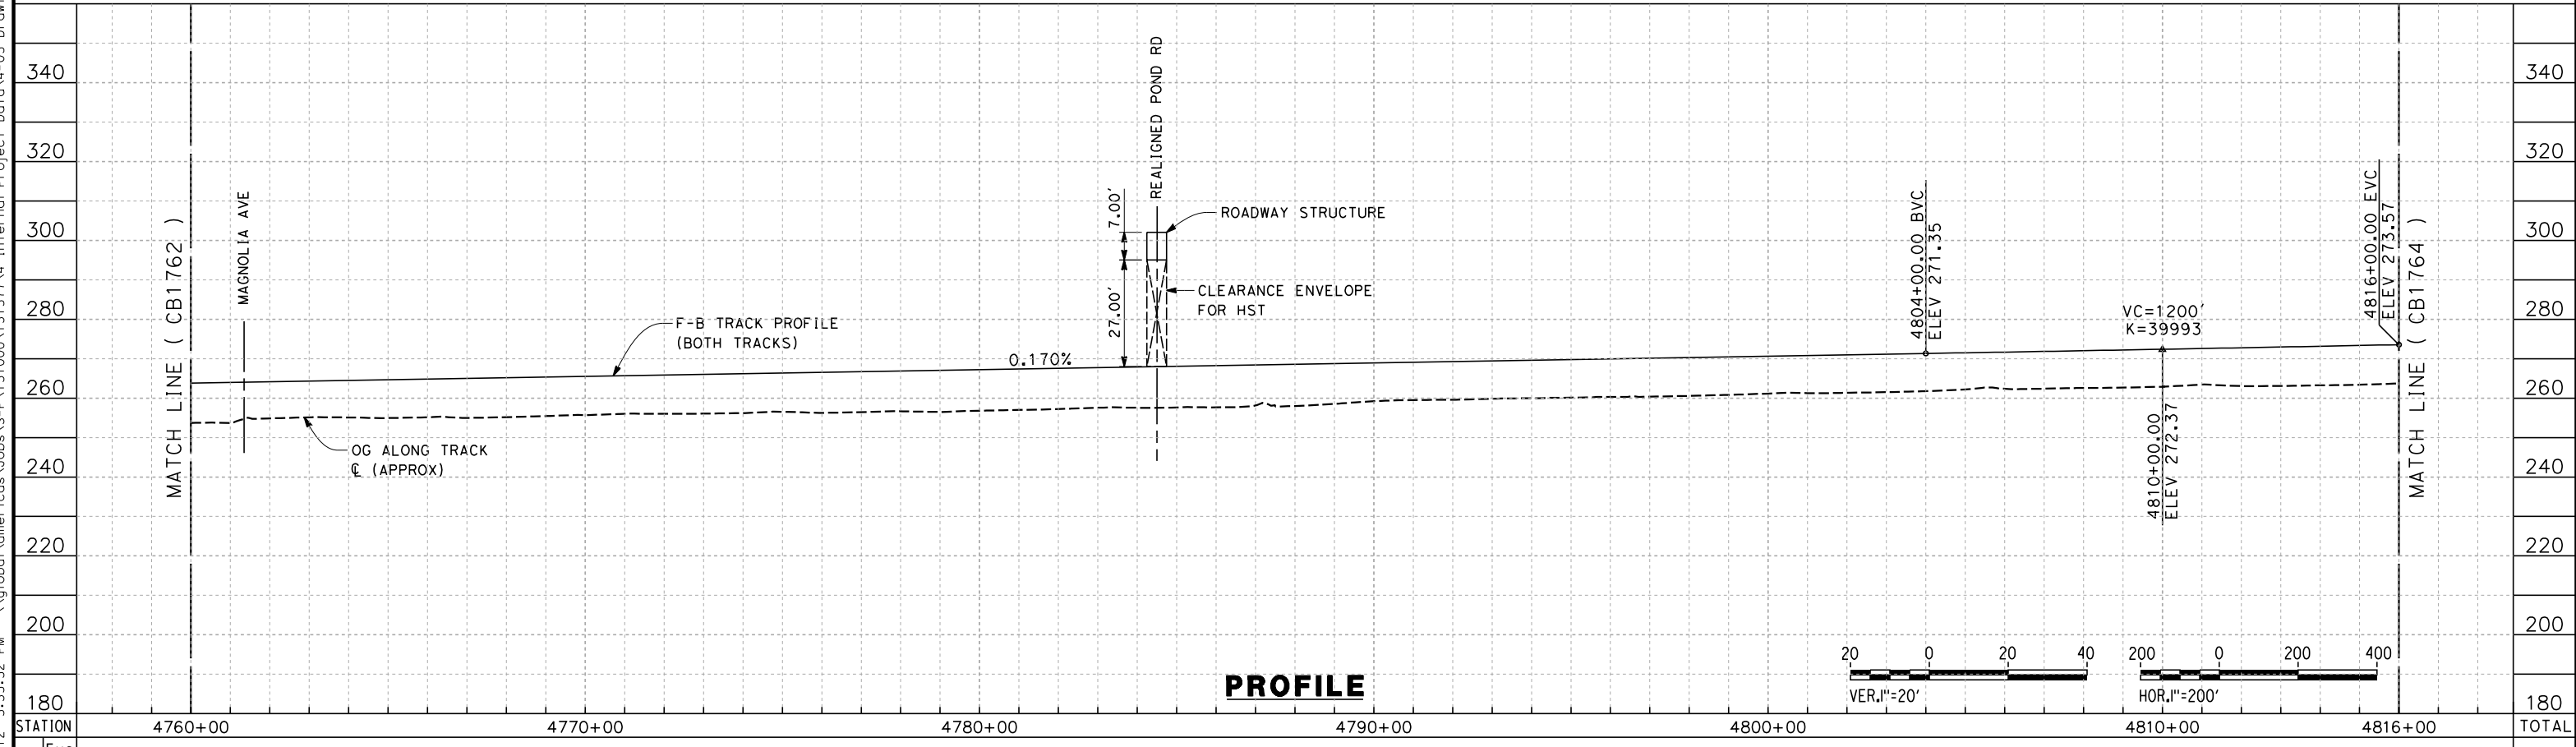 340
320
300
280
260
240
220
200
180
STATION
MATCH LINE ( CB1762 )
MAGNOLIA AVE
F-B TRACK PROFILE
(BOTH TRACKS)
OG ALONG TRACK
℄ (APPROX)
0.170%
7.00'
27.00'
REALIGNED POND RD
ROADWAY STRUCTURE
CLEARANCE ENVELOPE
FOR HST
4804+00.00 BVC
ELEV 271.35
VC=1200'
K=39993
4810+00.00
ELEV 272.37
4816+00.00 EVC
ELEV 273.57
MATCH LINE ( CB1764 )
340
320
300
280
260
240
220
200
180
TOTAL
PROFILE
20 0 20 40
VER.1"=20'
200 0 200 400
HOR.1"=200'
4760+00 4770+00 4780+00 4790+00 4800+00 4810+00 4816+00